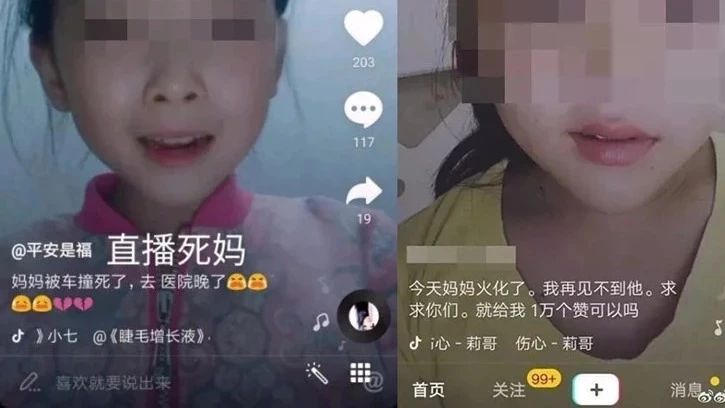 203
117
19
@平安是福
直播死妈
妈妈被车撞死了，去 医院晚了😫😫
😫😫💔💔
》小七 @《睫毛增长液》.
喜欢就要说出来
@
今天妈妈火化了。我再见不到他。求
求你们。就给我 1万个赞可以吗
i心 - 莉哥 伤心 - 莉哥
首页
关注
99+
消息